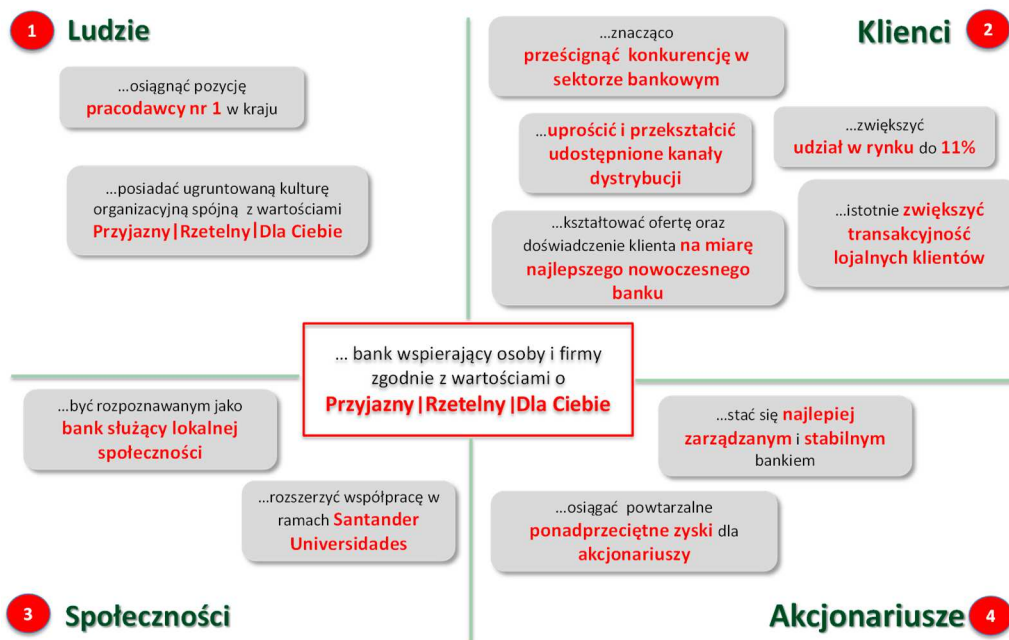 1 Ludzie
...osiągnąć pozycję
pracodawcy nr 1 w kraju
...posiadać ugruntowaną kulturę
organizacyjną spójną z wartościami
Przyjazny|Rzetelny|Dla Ciebie
Klienci 2
...znacząco
prześcignąć konkurencję w
sektorze bankowym
...uprościć i przekształcić
udostępnione kanały
dystrybucji
...zwiększyć
udział w rynku do 11%
...kształtować ofertę oraz
doświadczenie klienta na miarę
najlepszego nowoczesnego
banku
...istotnie zwiększyć
transakcyjność
lojalnych klientów
... bank wspierający osoby i firmy
zgodnie z wartościami o
Przyjazny|Rzetelny|Dla Ciebie
...być rozpoznawanym jako
bank służący lokalnej
społeczności
...rozszerzyć współpracę w
ramach Santander
Universidades
3 Społeczności
...stać się najlepiej
zarządzanym i stabilnym
bankiem
...osiągać powtarzalne
ponadprzeciętne zyski dla
akcjonariuszy
Akcjonariusze 4